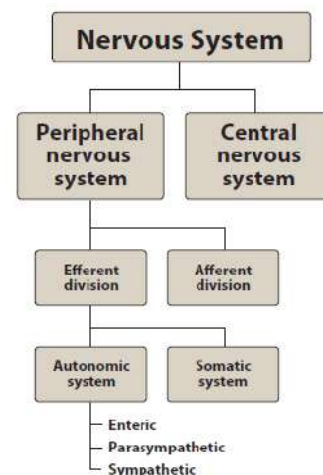 Nervous System
Peripheral
nervous
system
Central
nervous
system
Efferent
division
Afferent division
Autonomic
system
Somatic
system
Enteric
Parasympathetic
Sympathetic